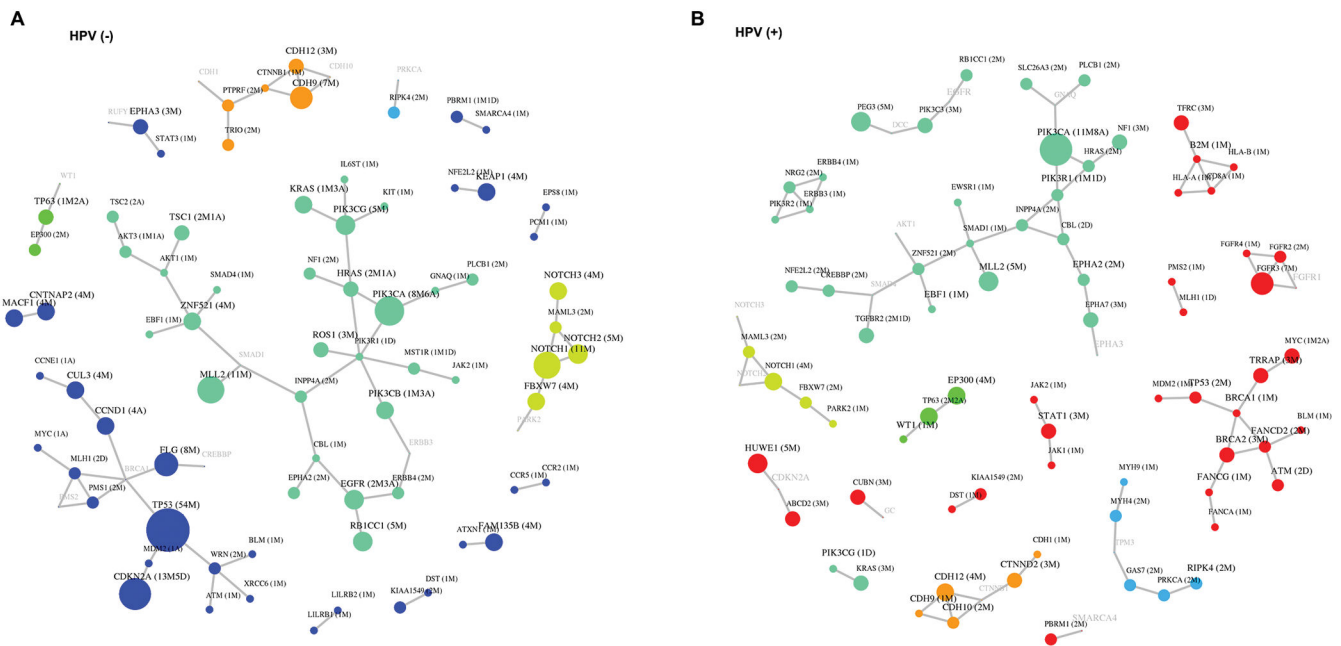 A
HPV (-)
CDH12 (3M)
CDH1
CTNNB1 (1M)
CDH10
PTPRF (2M)
CDH9 (7M)
TRIO (2M)
PRKCA
RIPK4 (2M)
PBRM1 (1M1D)
SMARCA4 (1M)
EPHA3 (3M)
STAT3 (1M)
WT1
TP63 (1M2A)
EP300 (2M)
TSC2 (2A)
TSC1 (2M1A)
AKT3 (1M1A)
AKT1 (1M)
SMAD4 (1M)
ZNF521 (4M)
EBF1 (1M)
IL6ST (1M)
KRAS (1M3A)
KIT (1M)
PIK3CG (5M)
NFE2L2 (1M)
KEAP1 (4M)
EPS8 (1M)
PCM1 (1M)
NF1 (2M)
HRAS (2M1A)
PLCB1 (2M)
GNAQ (1M)
PIK3CA (8M6A)
NOTCH3 (4M)
MAML3 (2M)
NOTCH2 (5M)
NOTCH1 (11M)
FBXW7 (4M)
PARK2
CNTNAP2 (4M)
MACF1 (4M)
ROS1 (3M)
PIK3R1 (1D)
MST1R (1M1D)
JAK2 (1M)
SMAD1
MLL2 (11M)
INPP4A (2M)
PIK3CB (1M3A)
CCNE1 (1A)
CUL3 (4M)
CCND1 (4A)
MYC (1A)
CBL (1M)
ERBB3
FLG (8M)
CREBBP
MLH1 (2D)
BRCA1
PMS1 (2M)
PMS2
EPHA2 (2M)
EGFR (2M3A)
ERBB4 (2M)
CCR2 (1M)
CCR5 (1M)
TP53 (54M)
RB1CC1 (5M)
ATXN1 (1M)
FAM135B (4M)
MDM2 (1A)
WRN (2M)
BLM (1M)
CDKN2A (13M5D)
ATM (1M)
XRCC6 (1M)
LILRB2 (1M)
LILRB1 (1M)
DST (1M)
KIAA1549 (2M)
B
HPV (+)
RB1CC1 (2M)
EGFR
PEG3 (5M)
PIK3C3 (3M)
OCC
SLC26A3 (2M)
PLCB1 (2M)
GNAQ
PIK3CA (11M8A)
NF1 (3M)
HRAS (2M)
PIK3R1 (1M1D)
TFRC (3M)
B2M (1M)
HLA-B (1M)
HLA-A (1M)
CD8A (1M)
ERBB4 (1M)
NRG2 (2M)
ERBB3 (1M)
PIK3R2 (1M)
EWSR1 (1M)
INPP4A (2M)
AKT1
SMAD1 (1M)
CBL (2D)
ZNF521 (2M)
MLL2 (5M)
EPHA2 (2M)
NFE2L2 (2M)
CREBBP (2M)
EBF1 (1M)
EPHA7 (3M)
TGFBR2 (2M1D)
EPHA3
FGFR4 (1M)
FGFR2 (2M)
FGFR3 (7M)
FGFR1
PMS2 (1M)
MLH1 (1D)
NOTCH3
MAML3 (2M)
NOTCH1 (4M)
FBXW7 (2M)
PARK2 (1M)
EP300 (4M)
TP63 (2M2A)
WT1 (1M)
JAK2 (1M)
STAT1 (3M)
JAK1 (1M)
MYC (1M2A)
TRRAP (3M)
MDM2 (1M)
TP53 (2M)
BRCA1 (1M)
BLM (1M)
FANCD2 (2M)
BRCA2 (3M)
ATM (2D)
FANCG (1M)
FANCA (1M)
HUWE1 (5M)
CDKN2A
ABCD2 (3M)
CUBN (3M)
GC
KIAA1549 (2M)
DST (1M)
MYH9 (1M)
MYH4 (2M)
TPM3
GAS7 (2M)
RIPK4 (2M)
PRKCA (2M)
PIK3CG (1D)
KRAS (3M)
CDH1 (1M)
CTNND2 (3M)
CDH12 (4M)
CTNNB1
CDH9 (1M)
CDH10 (2M)
SMARCA4
PBRM1 (2M)